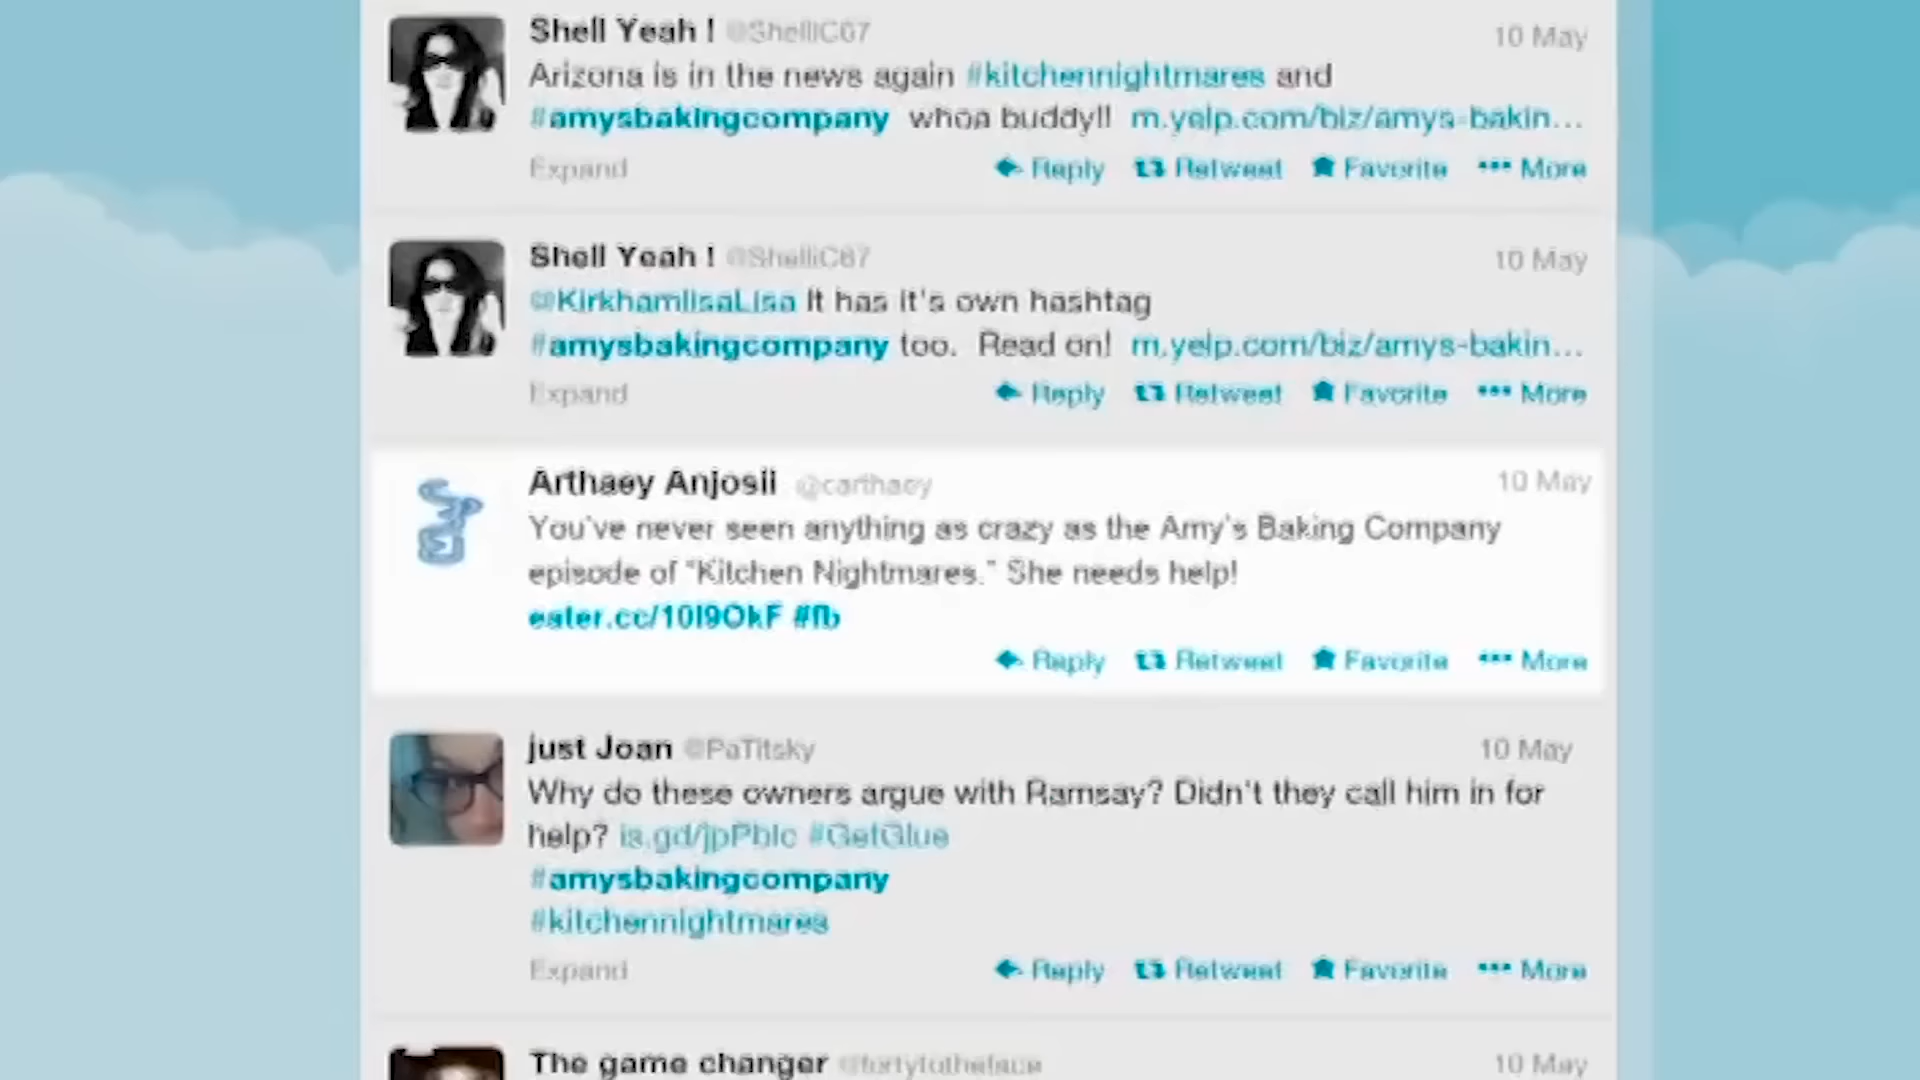 Shell Yeah ! @ShelliC67 10 May
Arizona is in the news again #kitchennightmares and
#amysbakingcompany whoa buddy!! m.yelp.com/biz/amys-bakin...
Expand Reply Retweet Favorite More
Shell Yeah ! @ShelliC67 10 May
@KirkhamlisaLisa It has it's own hashtag
#amysbakingcompany too. Read on! m.yelp.com/biz/amys-bakin...
Expand Reply Retweet Favorite More
Arthaey Anjosii @carthaey 10 May
You've never seen anything as crazy as the Amy's Baking Company
episode of "Kitchen Nightmares." She needs help!
eater.cc/10I9OkF #fb
Reply Retweet Favorite More
just Joan @PaTitsky 10 May
Why do these owners argue with Ramsay? Didn't they call him in for
help? #GetGlue
#amysbakingcompany
#kitchennightmares
Expand Reply Retweet Favorite More
The game changer 10 May